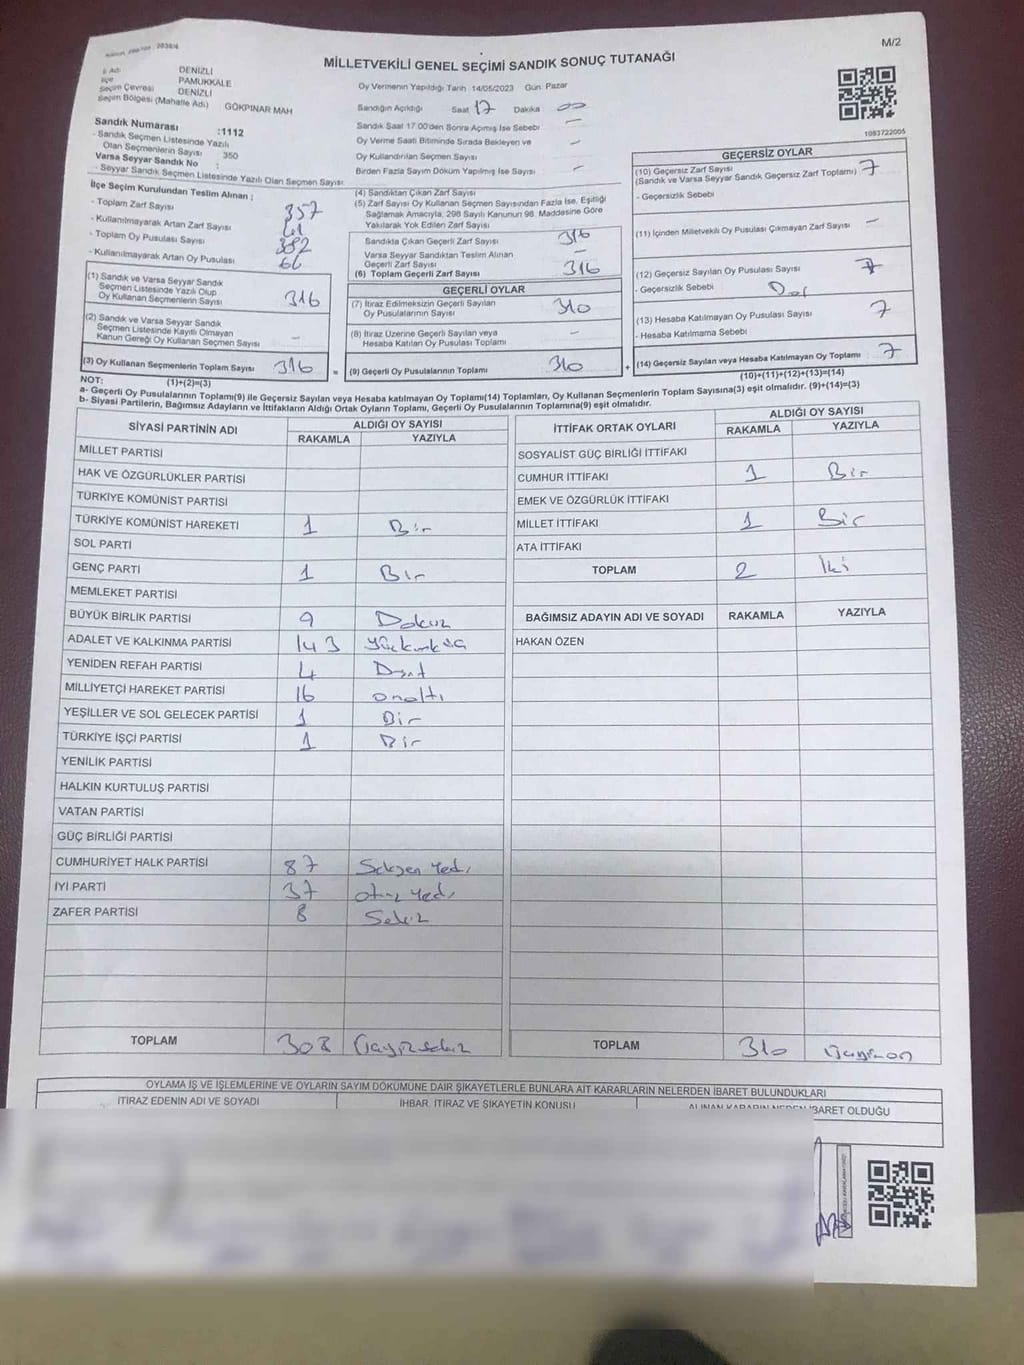 M/2
MİLLETVEKİLİ GENEL SEÇİMİ SANDIK SONUÇ TUTANAĞI
İl Adı DENİZLİ
İlçe PAMUKKALE
Seçim Çevresi DENİZLİ
Seçim Bölgesi (Mahalle Adı) GÖKPINAR MAH
Sandık Numarası :1112
- Sandık Seçmen Listesinde Yazılı
Olan Seçmenlerin Sayısı : 350
Varsa Seyyar Sandık No :
- Seyyar Sandık Seçmen Listesinde Yazılı Olan Seçmen Sayısı:
İlçe Seçim Kurulundan Teslim Alınan ;
- Toplam Zarf Sayısı 357
- Kullanılmayarak Artan Zarf Sayısı 41
- Toplam Oy Pusulası Sayısı 382
- Kullanılmayarak Artan Oy Pusulası 66
(1) Sandık ve Varsa Seyyar Sandık
Seçmen Listesinde Yazılı Olup
Oy Kullanan Seçmenlerin Sayısı 316
(2) Sandık ve Varsa Seyyar Sandık
Seçmen Listesinde Kayıtlı Olmayan
Kanun Gereği Oy Kullanan Seçmen Sayısı -
(3) Oy Kullanan Seçmenlerin Toplam Sayısı 316
(1)+(2)=(3)
Oy Vermenin Yapıldığı Tarih 14/05/2023 Gün: Pazar
Sandığın Açıldığı Saat 17 Dakika 00
Sandık Saat 17.00'den Sonra Açılmış İse Sebebi -
Oy Verme Saati Bitiminde Sırada Bekleyen ve
Oy Kullandırılan Seçmen Sayısı -
Birden Fazla Sayım Döküm Yapılmış İse Sayısı -
(4) Sandıktan Çıkan Zarf Sayısı
(5) Zarf Sayısı Oy Kullanan Seçmen Sayısından Fazla İse, Eşitliği
Sağlamak Amacıyla, 298 Sayılı Kanunun 98. Maddesine Göre
Yakılarak Yok Edilen Zarf Sayısı
Sandıkta Çıkan Geçerli Zarf Sayısı 316
Varsa Seyyar Sandıktan Teslim Alınan
Geçerli Zarf Sayısı -
(6) Toplam Geçerli Zarf Sayısı 316
GEÇERLİ OYLAR
(7) İtiraz Edilmeksizin Geçerli Sayılan
Oy Pusulalarının Sayısı 310
(8) İtiraz Üzerine Geçerli Sayılan veya
Hesaba Katılan Oy Pusulası Toplamı -
= (9) Geçerli Oy Pusulalarının Toplamı 310 +
1083722005
GEÇERSİZ OYLAR
(10) Geçersiz Zarf Sayısı
(Sandık ve Varsa Seyyar Sandık Geçersiz Zarf Toplamı) 7
- Geçersizlik Sebebi
(11) İçinden Milletvekili Oy Pusulası Çıkmayan Zarf Sayısı -
(12) Geçersiz Sayılan Oy Pusulası Sayısı 7
- Geçersizlik Sebebi
(13) Hesaba Katılmayan Oy Pusulası Sayısı 7
- Hesaba Katılmama Sebebi
(14) Geçersiz Sayılan veya Hesaba Katılmayan Oy Toplamı 7
(10)+(11)+(12)+(13)=(14)
NOT:
a- Geçerli Oy Pusulalarının Toplamı(9) ile Geçersiz Sayılan veya Hesaba Katılmayan Oy Toplamı(14) Toplamları, Oy Kullanan Seçmenlerin Toplam Sayısına(3) eşit olmalıdır. (9)+(14)=(3)
b- Siyasi Partilerin, Bağımsız Adayların ve İttifakların Aldığı Ortak Oyların Toplamı, Geçerli Oy Pusulalarının Toplamına(9) eşit olmalıdır.
SİYASİ PARTİNİN ADI ALDIĞI OY SAYISI
RAKAMLA YAZIYLA
MİLLET PARTİSİ
HAK VE ÖZGÜRLÜKLER PARTİSİ
TÜRKİYE KOMÜNİST PARTİSİ
TÜRKİYE KOMÜNİST HAREKETİ 1 Bir
SOL PARTİ
GENÇ PARTİ 1 Bir
MEMLEKET PARTİSİ
BÜYÜK BİRLİK PARTİSİ 9 Dokuz
ADALET VE KALKINMA PARTİSİ 143
YENİDEN REFAH PARTİSİ 4 Dört
MİLLİYETÇİ HAREKET PARTİSİ 16 onaltı
YEŞİLLER VE SOL GELECEK PARTİSİ 1 Bir
TÜRKİYE İŞÇİ PARTİSİ 1 Bir
YENİLİK PARTİSİ
HALKIN KURTULUŞ PARTİSİ
VATAN PARTİSİ
GÜÇ BİRLİĞİ PARTİSİ
CUMHURİYET HALK PARTİSİ 87 Seksen Yedi
İYİ PARTİ 37 otuz Yedi
ZAFER PARTİSİ 8 Sekiz
TOPLAM 308 Üçyüzsekiz
İTTİFAK ORTAK OYLARI ALDIĞI OY SAYISI
RAKAMLA YAZIYLA
SOSYALİST GÜÇ BİRLİĞİ İTTİFAKI
CUMHUR İTTİFAKI 1 Bir
EMEK VE ÖZGÜRLÜK İTTİFAKI
MİLLET İTTİFAKI 1 Bir
ATA İTTİFAKI
TOPLAM 2 İki
BAĞIMSIZ ADAYIN ADI VE SOYADI RAKAMLA YAZIYLA
HAKAN ÖZEN
TOPLAM 310 Üçyüzon
OYLAMA İŞ VE İŞLEMLERİNE VE OYLARIN SAYIM DÖKÜMÜNE DAİR ŞİKAYETLERLE BUNLARA AİT KARARLARIN NELERDEN İBARET BULUNDUKLARI
İTİRAZ EDENİN ADI VE SOYADI İHBAR, İTİRAZ VE ŞİKAYETİN KONUSU ALINAN KARARIN NEDEN İBARET OLDUĞU